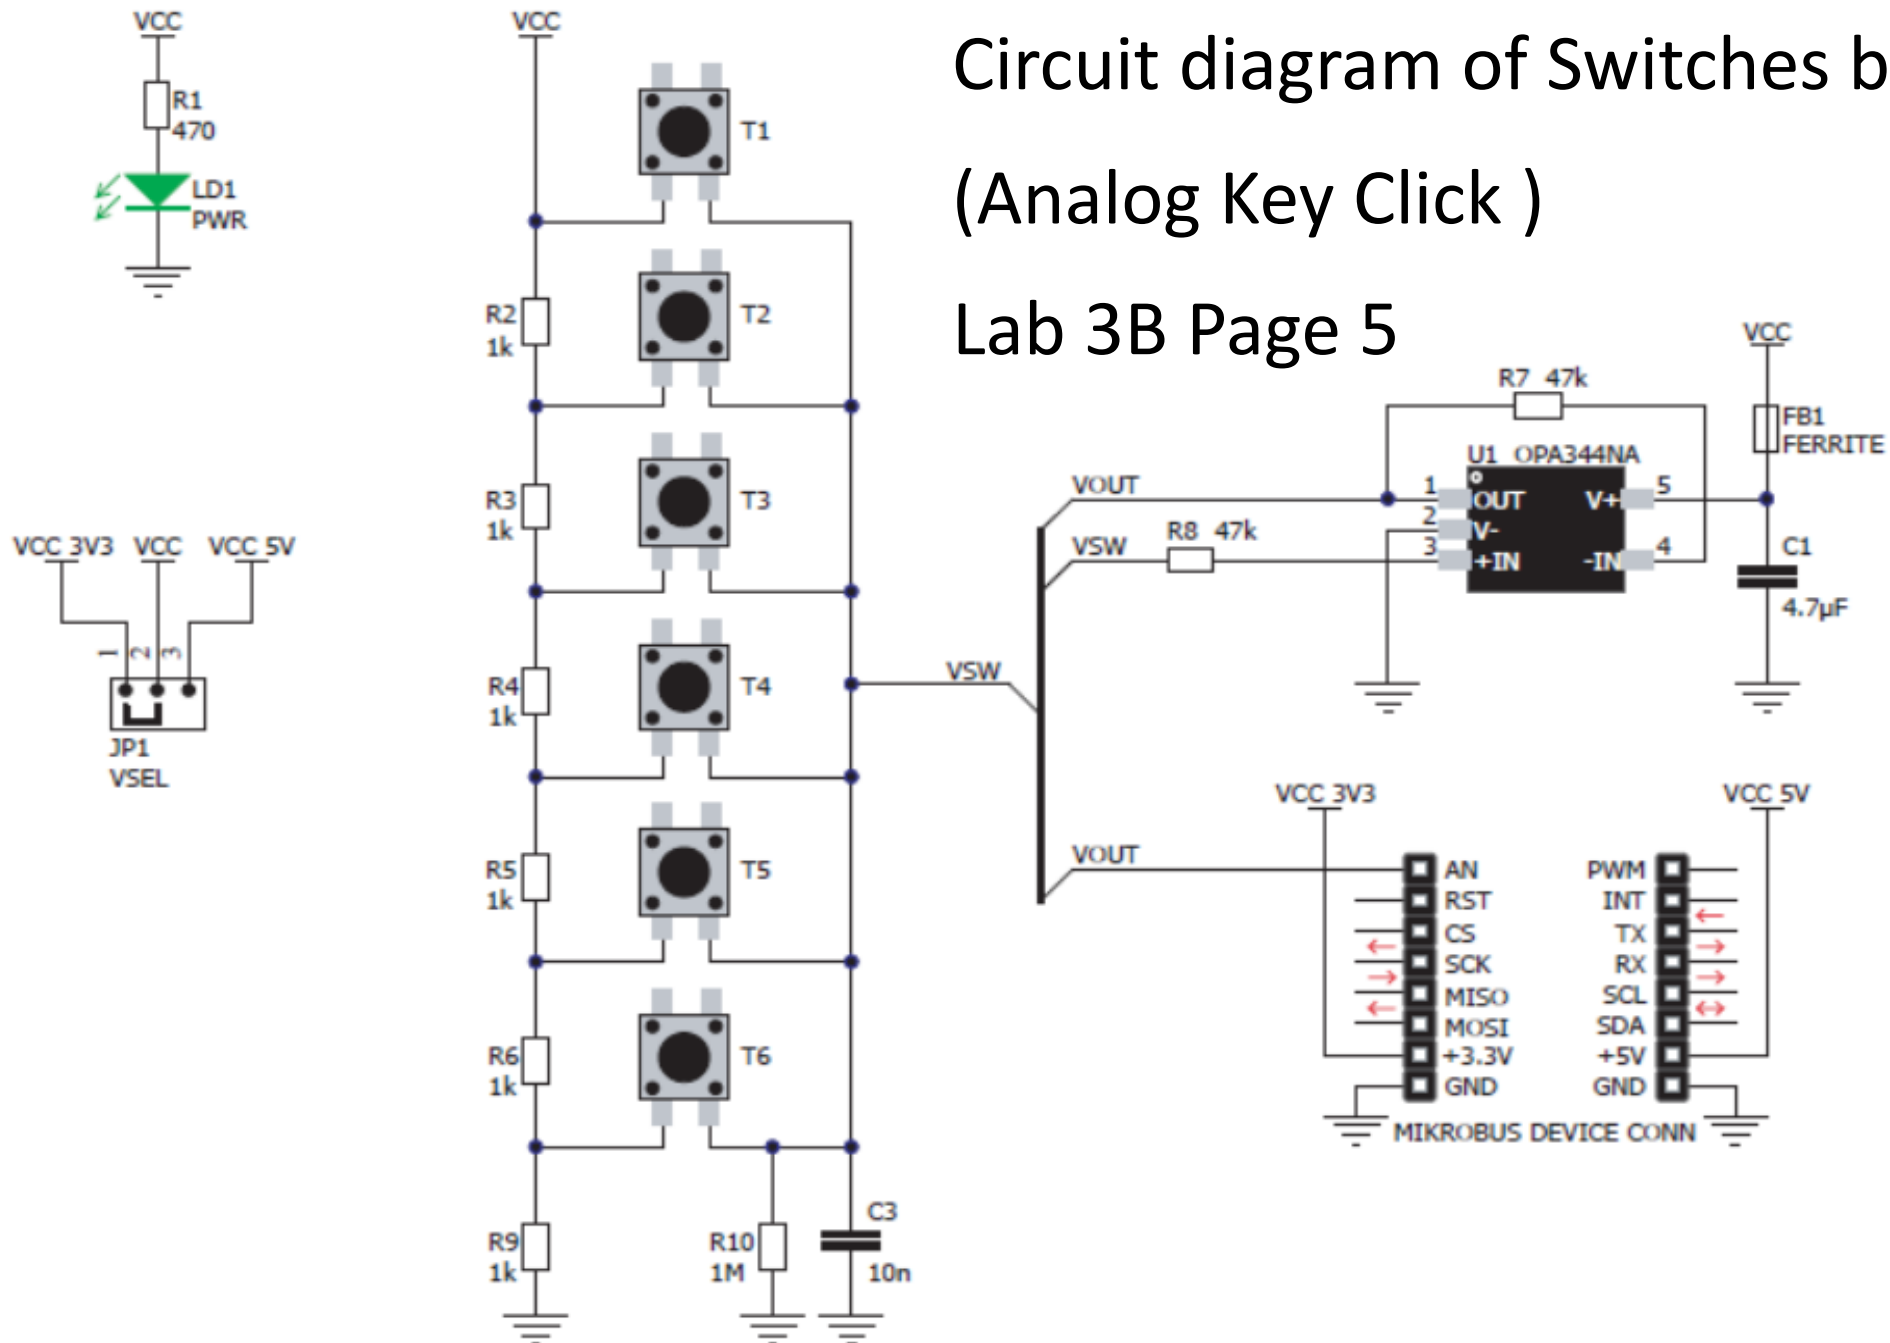 Circuit diagram of Switches b
(Analog Key Click )
Lab 3B Page 5
VCC
R1
470
LD1
PWR
VCC 3V3 VCC VCC 5V
1 2 3
JP1
VSEL
VCC
T1
R2
1k
T2
R3
1k
T3
R4
1k
T4
R5
1k
T5
R6
1k
T6
R9
1k
R10
1M
C3
10n
VSW
VOUT
VSW
R8 47k
VOUT
R7 47k
U1 OPA344NA
1 OUT V+ 5
2 V-
3 +IN -IN 4
VCC
FB1
FERRITE
C1
4.7µF
VCC 3V3 VCC 5V
AN PWM
RST INT
CS TX
SCK RX
MISO SCL
MOSI SDA
+3.3V +5V
GND GND
MIKROBUS DEVICE CONN